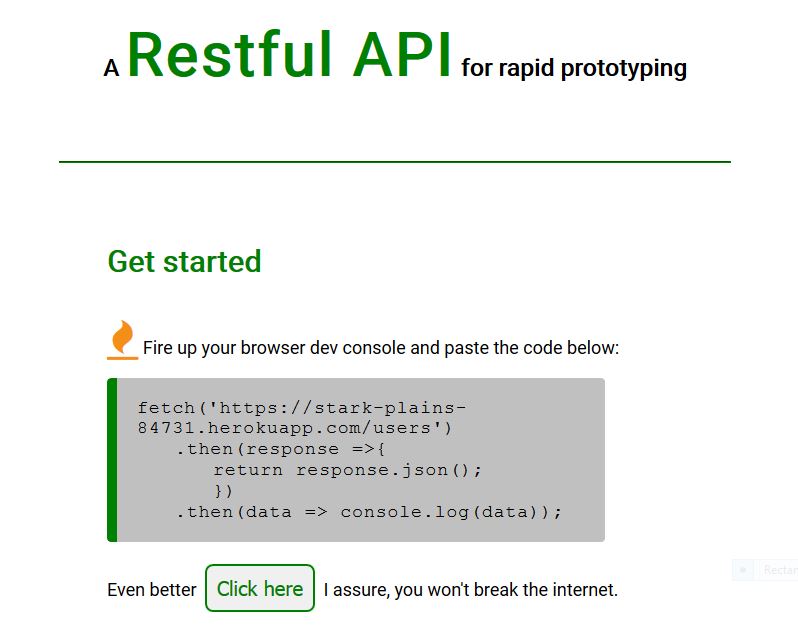 A Restful API for rapid prototyping
Get started
Fire up your browser dev console and paste the code below:
fetch('https://stark-plains-
84731.herokuapp.com/users')
.then(response =>{
return response.json();
})
.then(data => console.log(data));
Even better Click here I assure, you won't break the internet.